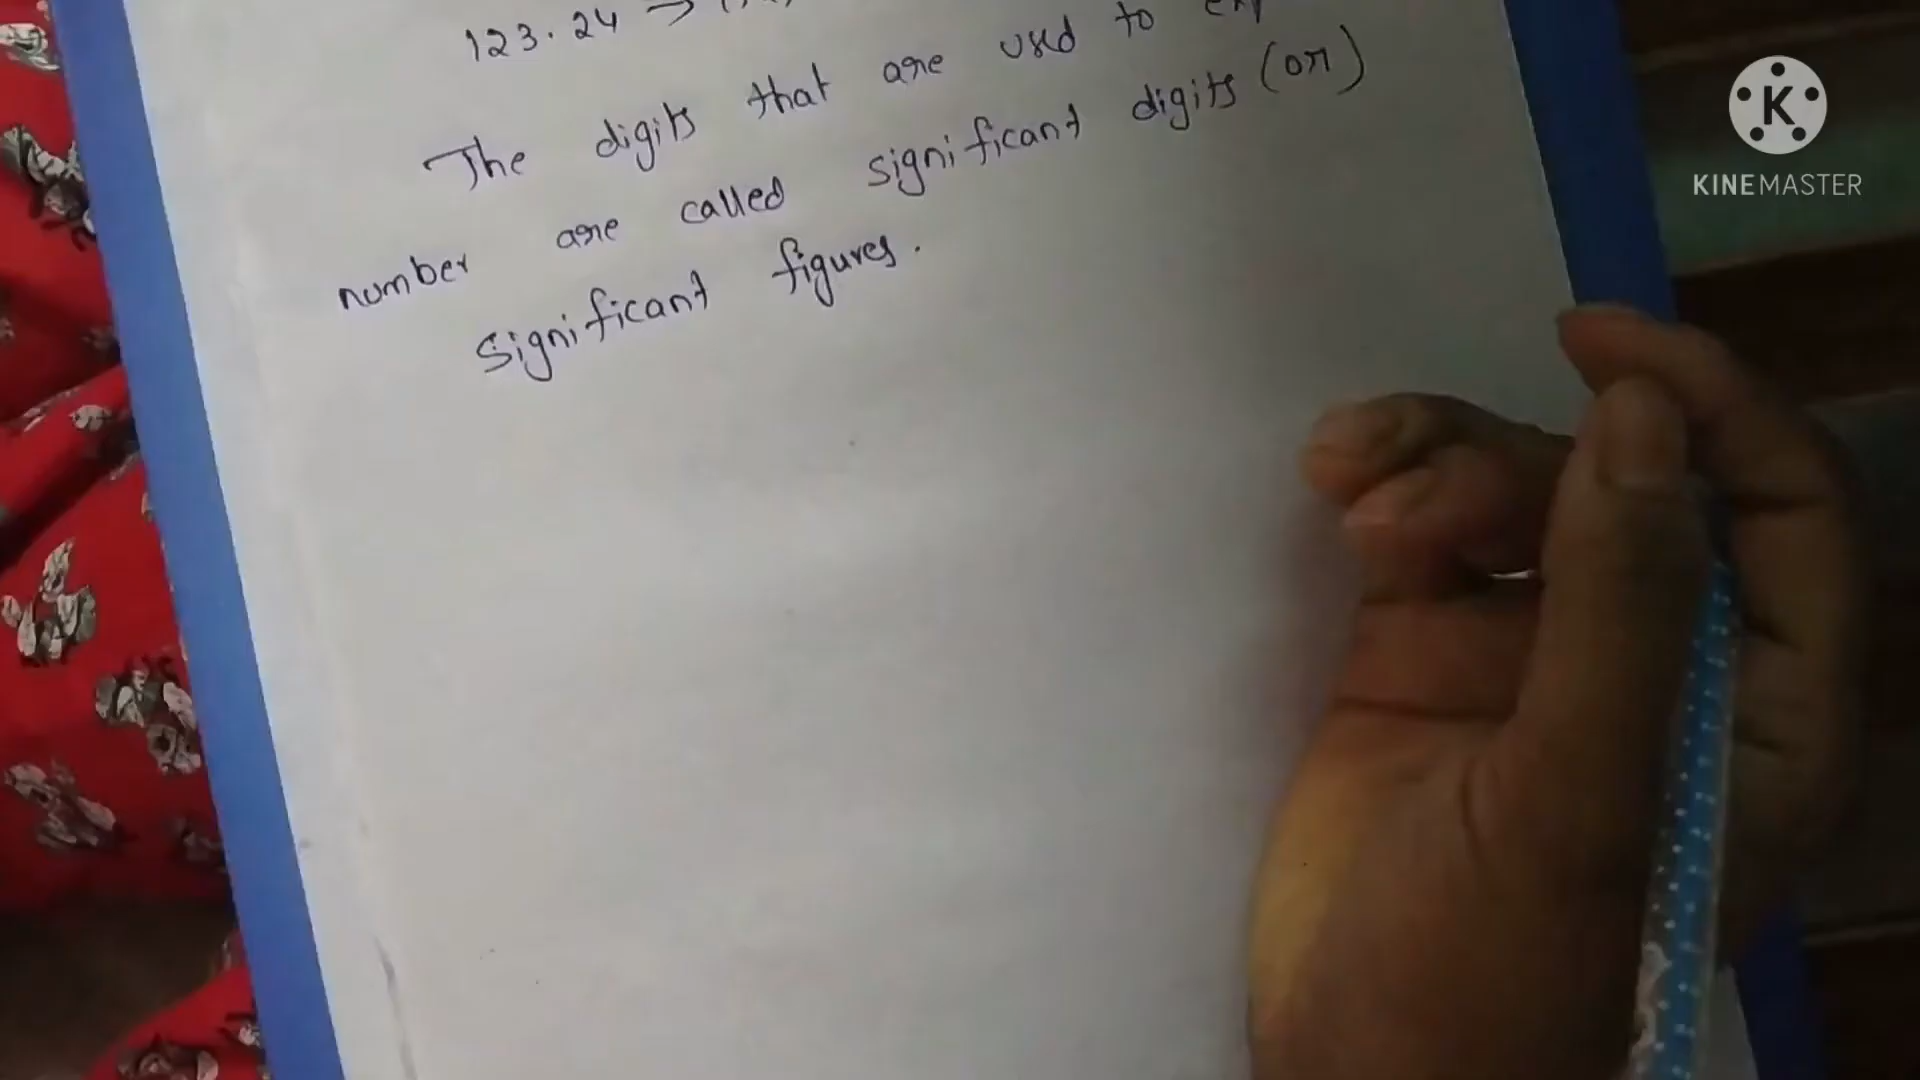 123.24 →
The digits that are used to
number are called significant digits (or)
significant figures.
K
KINEMASTER